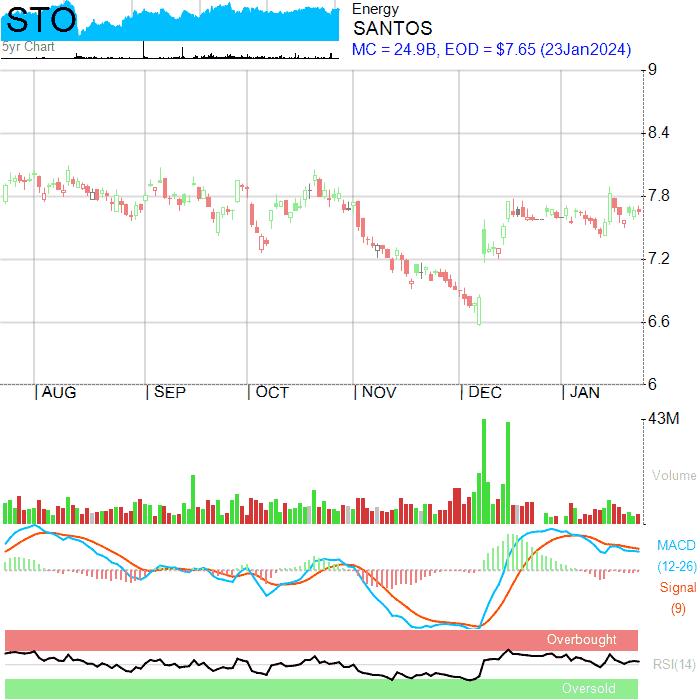 STO
5yr Chart
Energy
SANTOS
MC = 24.9B, EOD = $7.65 (23Jan2024)
9
8.4
7.8
7.2
6.6
6
AUG SEP OCT NOV DEC JAN
43M
Volume
MACD
(12-26)
Signal
(9)
Overbought
RSI(14)
Oversold